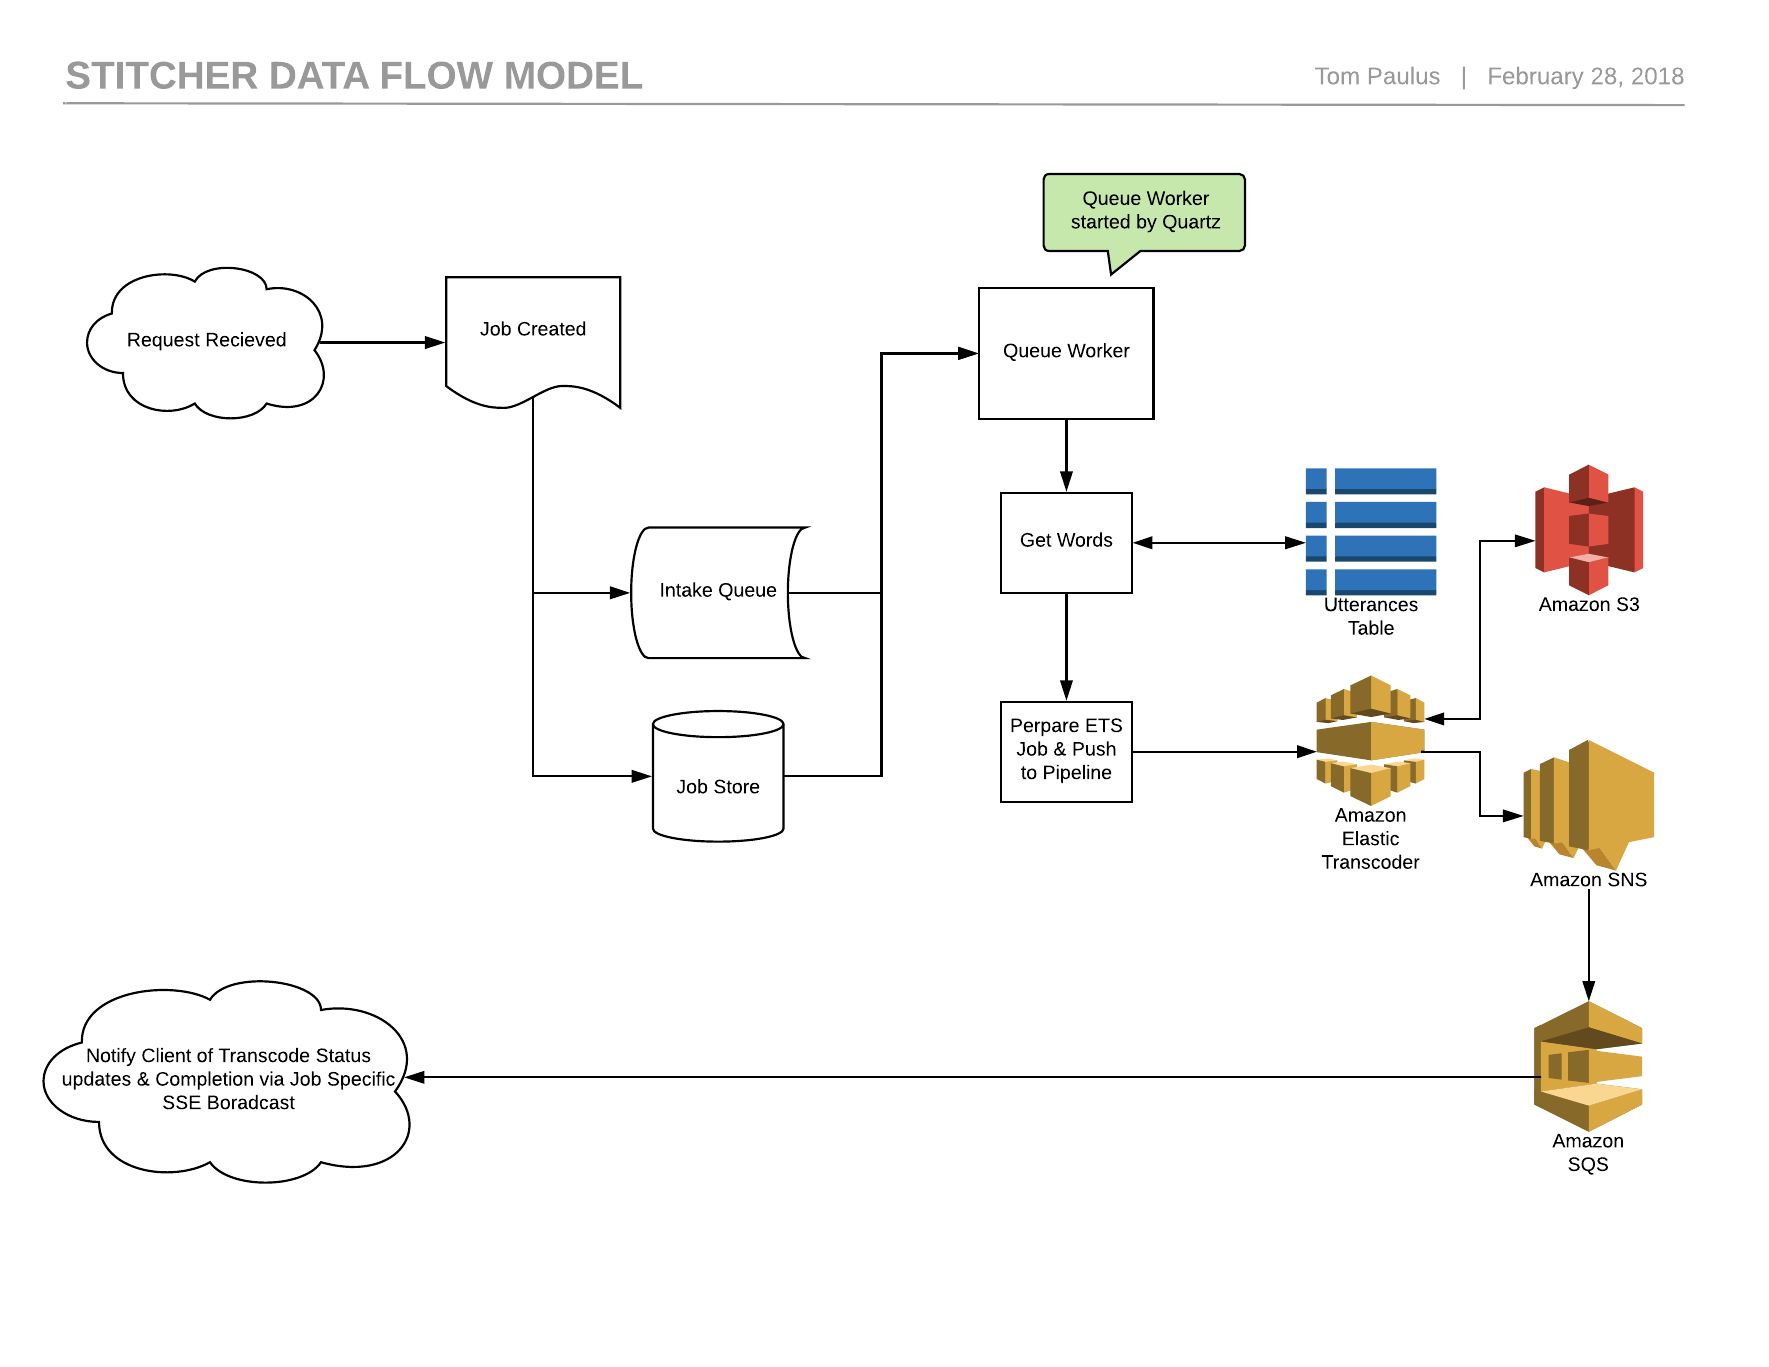 STITCHER DATA FLOW MODEL
Tom Paulus | February 28, 2018
Queue Worker
started by Quartz
Request Recieved
Job Created
Queue Worker
Get Words
Intake Queue
Utterances
Table
Amazon S3
Perpare ETS
Job & Push
to Pipeline
Job Store
Amazon
Elastic
Transcoder
Amazon SNS
Notify Client of Transcode Status
updates & Completion via Job Specific
SSE Boradcast
Amazon
SQS